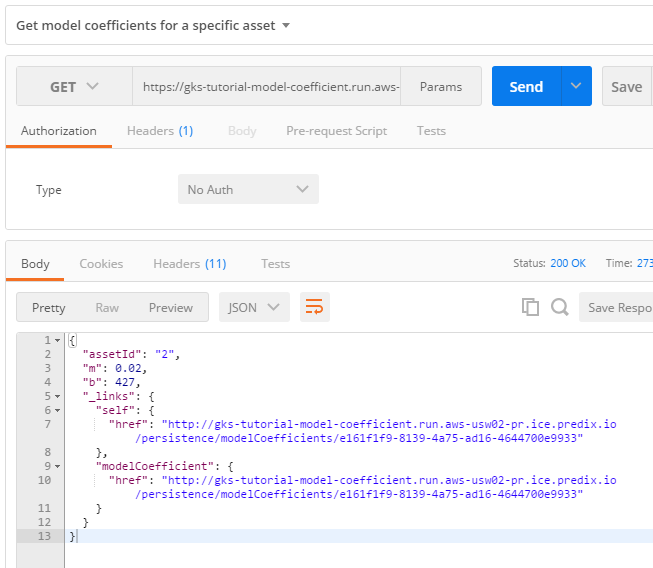 Get model coefficients for a specific asset
GET https://gks-tutorial-model-coefficient.run.aws- Params Send Save
Authorization Headers (1) Body Pre-request Script Tests
Type No Auth
Body Cookies Headers (11) Tests Status: 200 OK Time: 273
Pretty Raw Preview JSON Save Respo
1 {
2 "assetId": "2",
3 "m": 0.02,
4 "b": 427,
5 "_links": {
6 "self": {
7 "href": "http://gks-tutorial-model-coefficient.run.aws-usw02-pr.ice.predix.io
/persistence/modelCoefficients/e161f1f9-8139-4a75-ad16-4644700e9933"
8 },
9 "modelCoefficient": {
10 "href": "http://gks-tutorial-model-coefficient.run.aws-usw02-pr.ice.predix.io
/persistence/modelCoefficients/e161f1f9-8139-4a75-ad16-4644700e9933"
11 }
12 }
13 }